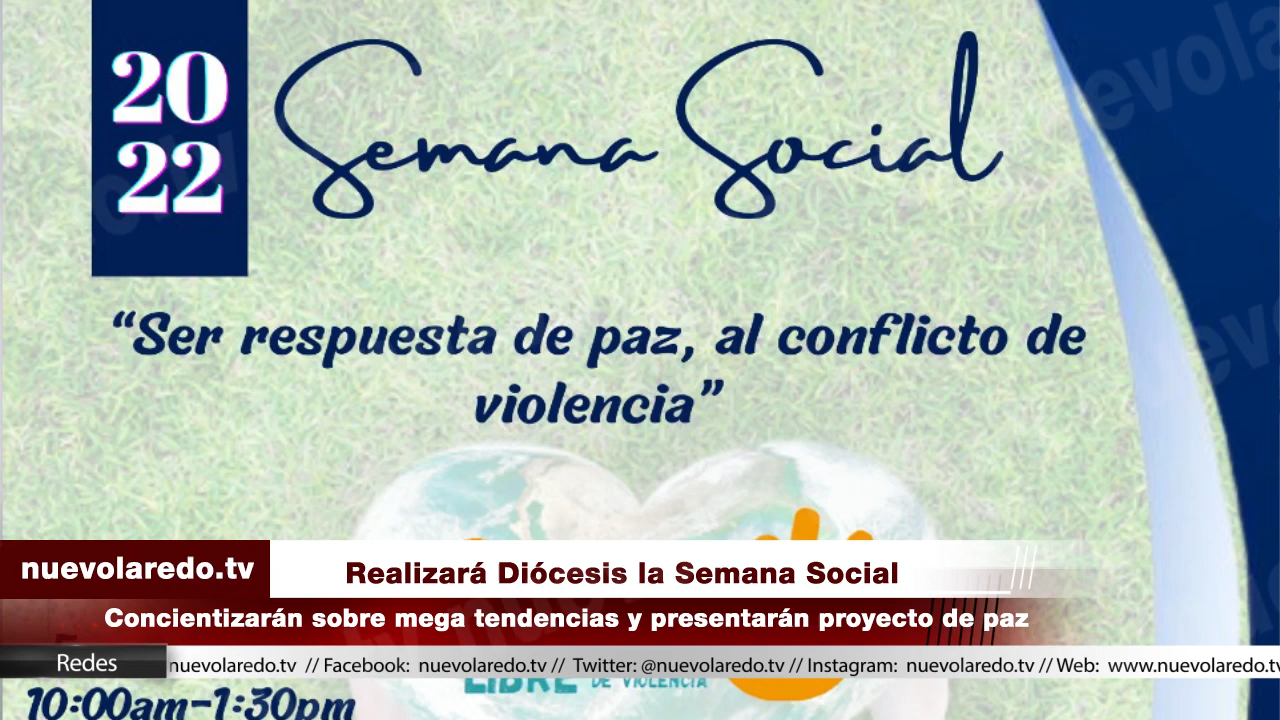 20
22
Semana Social
“Ser respuesta de paz, al conflicto de
violencia”
nuevolaredo.tv
Realizará Diócesis la Semana Social
Concientizarán sobre mega tendencias y presentarán proyecto de paz
Redes
nuevolaredo.tv // Facebook: nuevolaredo.tv // Twitter: @nuevolaredo.tv // Instagram: nuevolaredo.tv // Web: www.nuevolaredo.tv
LIBRE DE VIOLENCIA
10:00am-1:30pm